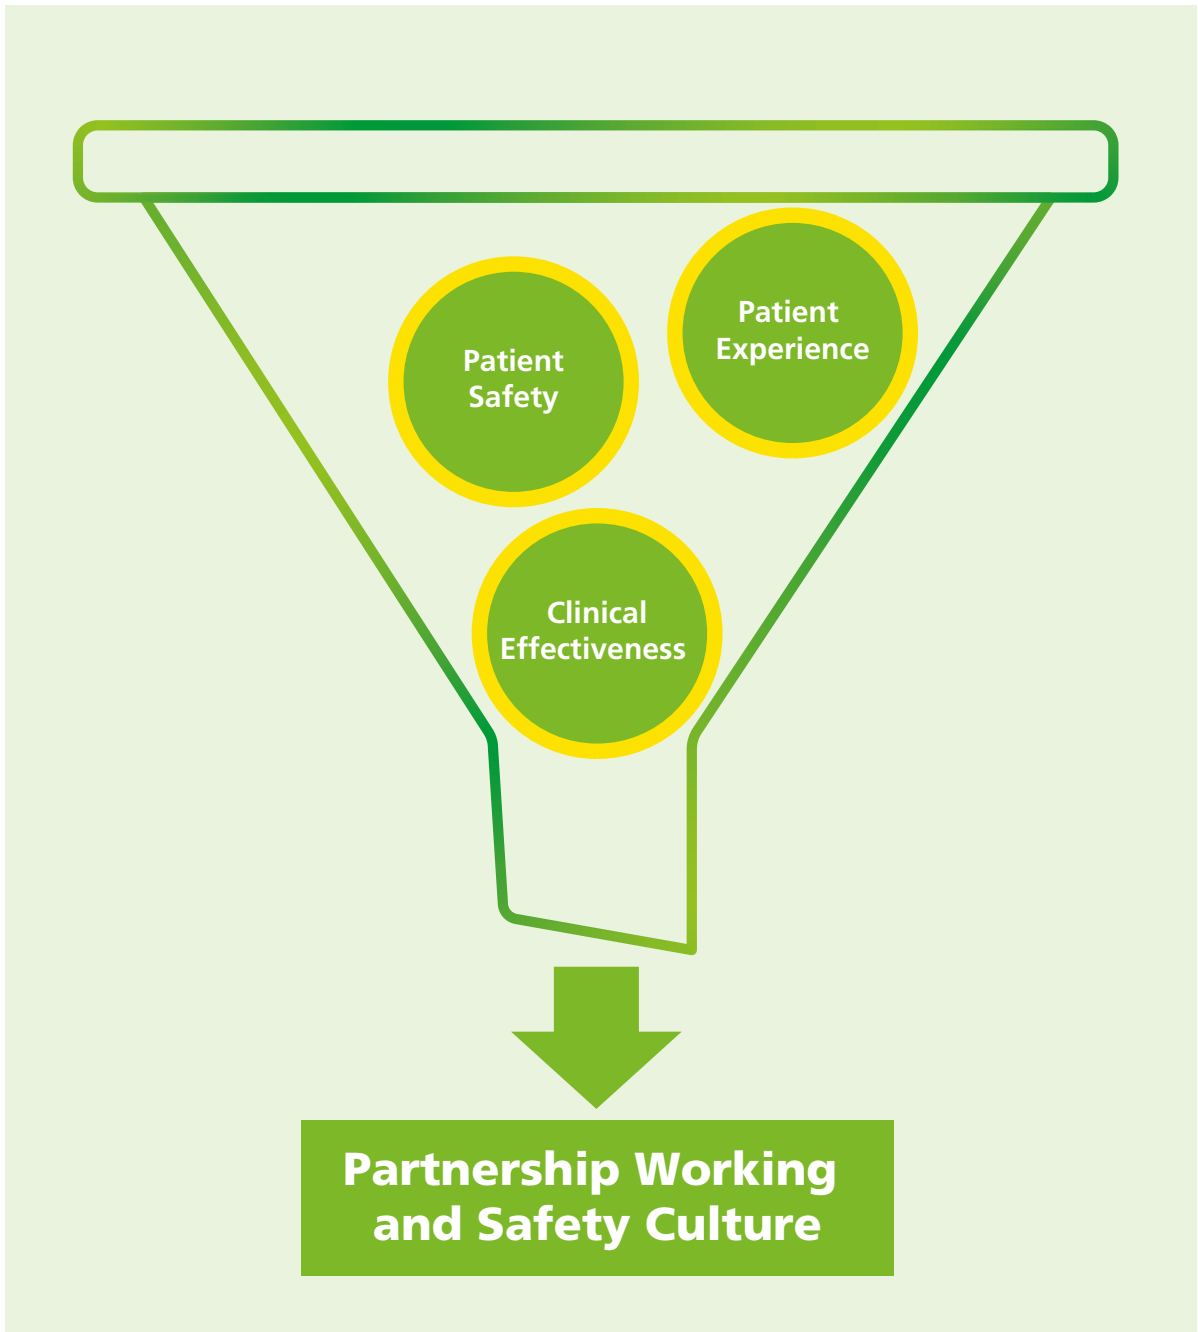 Patient
Experience
Patient
Safety
Clinical
Effectiveness
Partnership Working
and Safety Culture